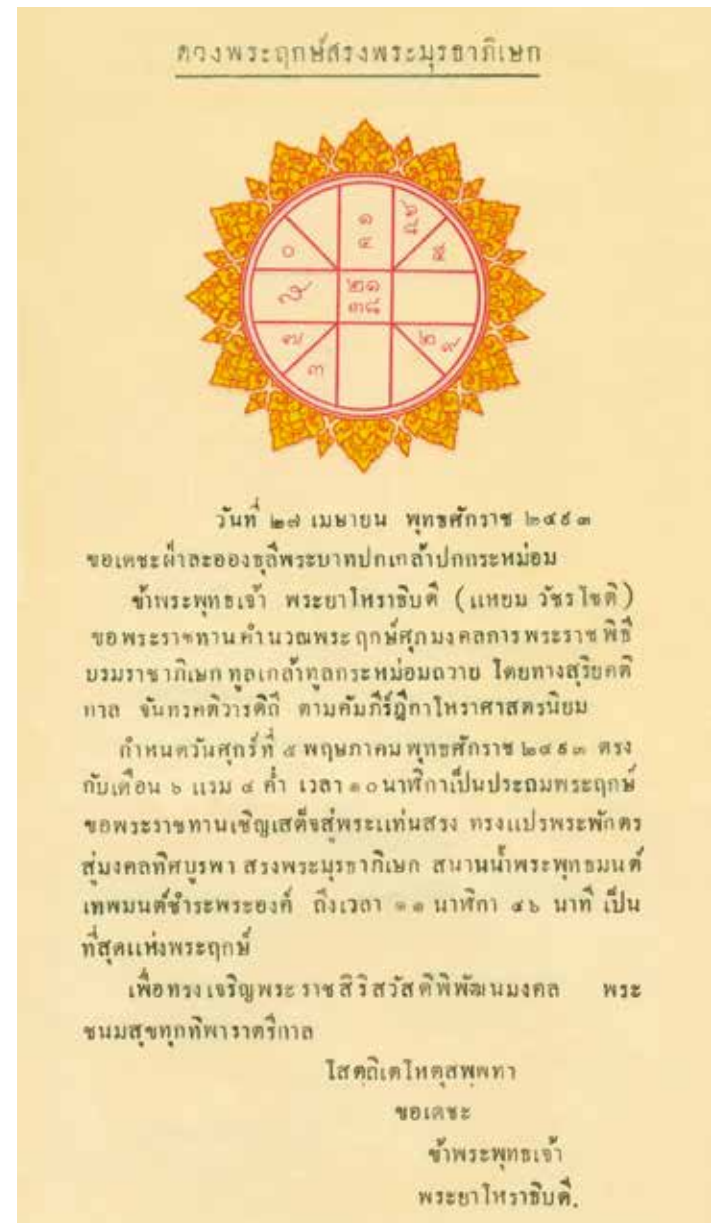 ดวงพระฤกษ์สรงพระมุรธาภิเษก
๑
๔
๐
๒๑
๓๘
๗
๓
๒ ๙
วันที่ ๒๗ เมษายน พุทธศักราช ๒๔๙๓
ขอเดชะฝ่าละอองธุลีพระบาทปกเกล้าปกกระหม่อม
ข้าพระพุทธเจ้า พระยาโหราธิบดี (แหยม วัชรโชติ)
ขอพระราชทานคำนวณพระฤกษ์ศุภมงคลการพระราชพิธี
บรมราชาภิเษก ทูลเกล้าทูลกระหม่อมถวาย โดยทางสุริยคติ
กาล จันทรคติวารดิถี ตามคัมภีร์ฎีกาโหราศาสตรนิยม
กำหนดวันศุกร์ที่ ๕ พฤษภาคม พุทธศักราช ๒๔๙๓ ตรง
กับเดือน ๖ แรม ๔ ค่ำ เวลา ๑๐ นาฬิกาเป็นประถมพระฤกษ์
ขอพระราชทานเชิญเสด็จสู่พระแท่นสรง ทรงแปรพระพักตร
สู่มงคลทิศบูรพา สรงพระมุรธาภิเษก สนานน้ำพระพุทธมนต์
เทพมนต์ชำระพระองค์ ถึงเวลา ๑๑ นาฬิกา ๔๖ นาที เป็น
ที่สุดแห่งพระฤกษ์
เพื่อทรงเจริญพระราชสิริสวัสดิพิพัฒนมงคล พระ
ชนมสุขทุกทิพาราตรีกาล
โสตฺถิเตโหตุสพฺพทา
ขอเดชะ
ข้าพระพุทธเจ้า
พระยาโหราธิบดี.